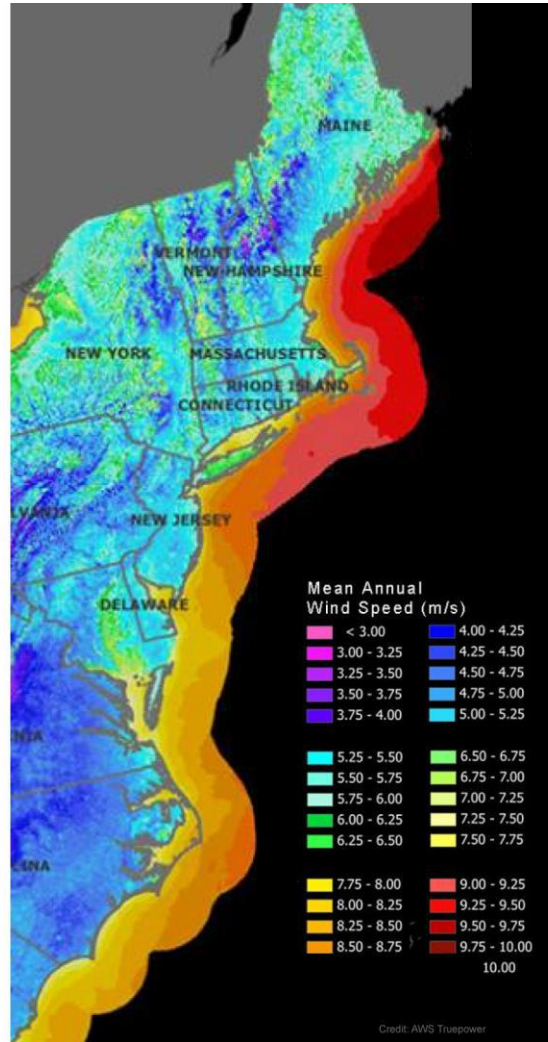 MAINE
VERMONT
NEW HAMPSHIRE
NEW YORK
MASSACHUSETTS
RHODE ISLAND
CONNECTICUT
LVANIA
NEW JERSEY
DELAWARE
NIA
LINA
Mean Annual
Wind Speed (m/s)
< 3.00
3.00 - 3.25
3.25 - 3.50
3.50 - 3.75
3.75 - 4.00
4.00 - 4.25
4.25 - 4.50
4.50 - 4.75
4.75 - 5.00
5.00 - 5.25
5.25 - 5.50
5.50 - 5.75
5.75 - 6.00
6.00 - 6.25
6.25 - 6.50
6.50 - 6.75
6.75 - 7.00
7.00 - 7.25
7.25 - 7.50
7.50 - 7.75
7.75 - 8.00
8.00 - 8.25
8.25 - 8.50
8.50 - 8.75
9.00 - 9.25
9.25 - 9.50
9.50 - 9.75
9.75 - 10.00
10.00
Credit: AWS Truepower